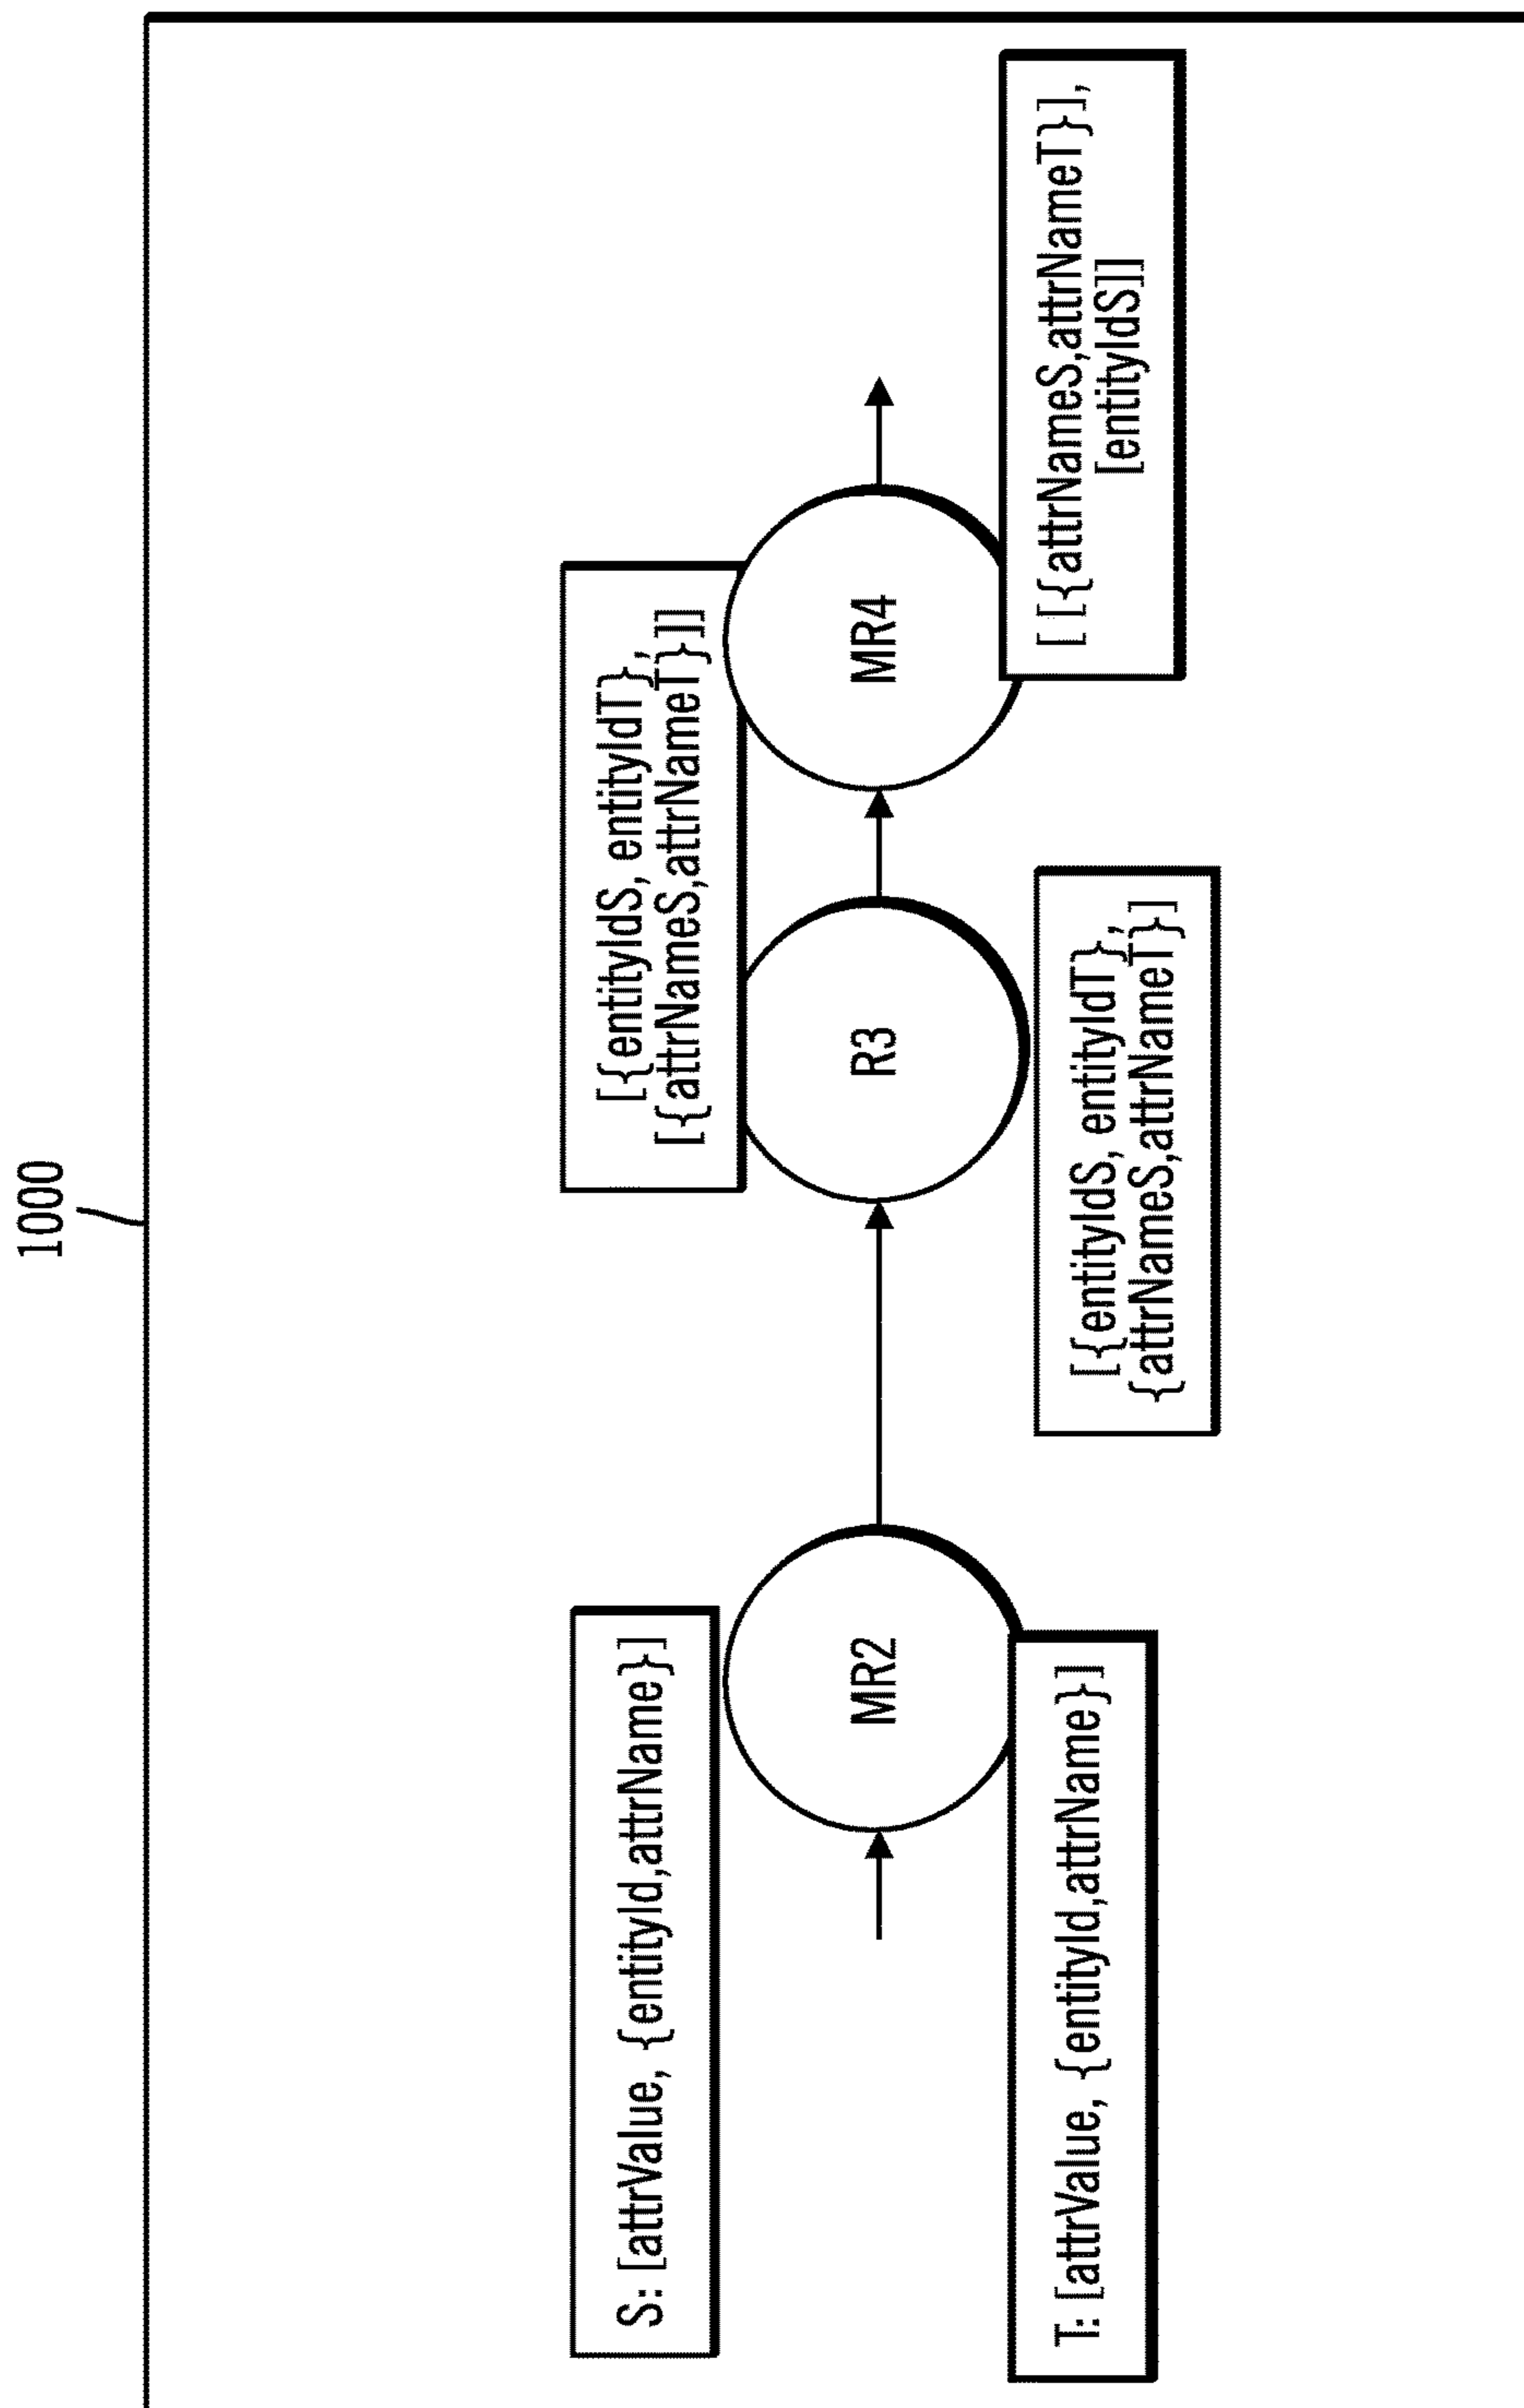 1000
S: [attrValue, {entityId,attrName}]
T: [attrValue, {entityId,attrName}]
MR2
[{entityIdS, entityIdT},
{attrNameS,attrNameT}]
R3
[{entityIdS, entityIdT},
[{attrNameS,attrNameT}]]
MR4
[ [{attrNameS,attrNameT}],
[entityIdS]]